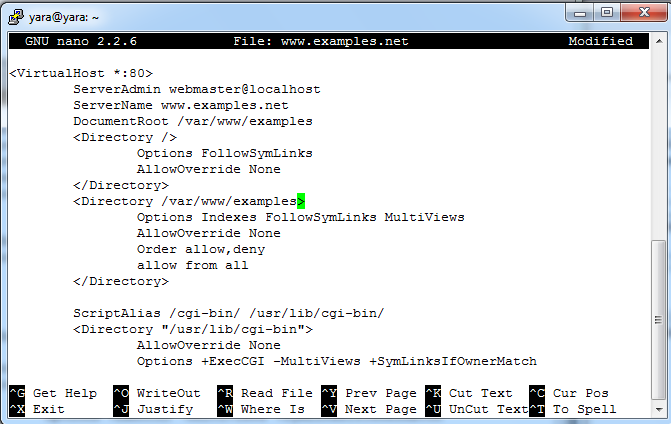 yara@yara: ~
GNU nano 2.2.6 File: www.examples.net Modified
<VirtualHost *:80>
ServerAdmin webmaster@localhost
ServerName www.examples.net
DocumentRoot /var/www/examples
<Directory />
Options FollowSymLinks
AllowOverride None
</Directory>
<Directory /var/www/examples>
Options Indexes FollowSymLinks MultiViews
AllowOverride None
Order allow,deny
allow from all
</Directory>
ScriptAlias /cgi-bin/ /usr/lib/cgi-bin/
<Directory "/usr/lib/cgi-bin">
AllowOverride None
Options +ExecCGI -MultiViews +SymLinksIfOwnerMatch
^G Get Help ^O WriteOut ^R Read File ^Y Prev Page ^K Cut Text ^C Cur Pos
^X Exit ^J Justify ^W Where Is ^V Next Page ^U UnCut Text ^T To Spell